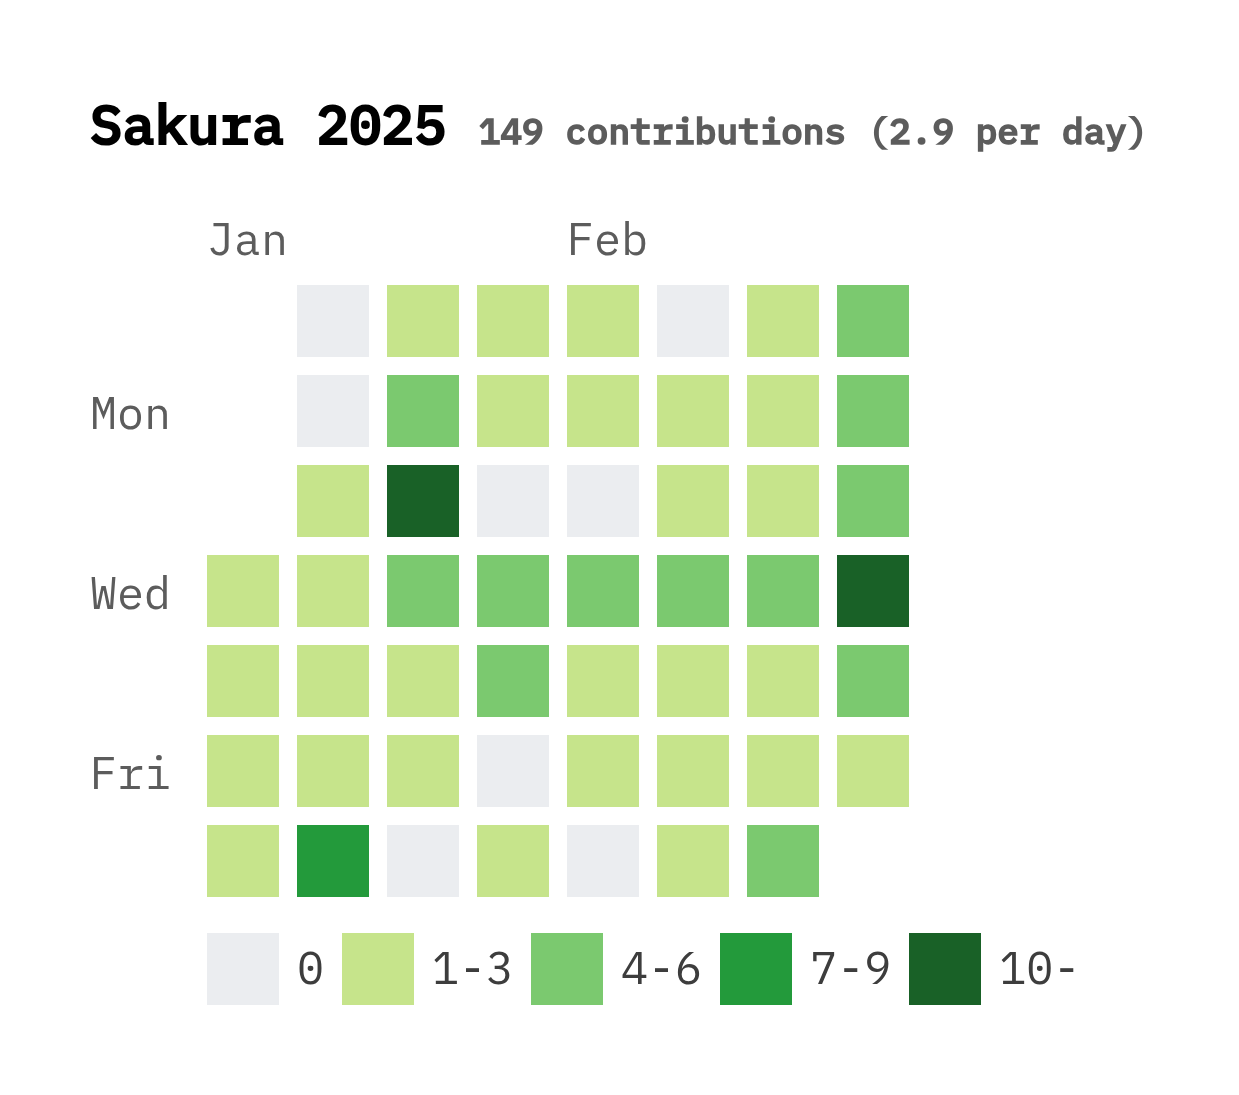 Sakura 2025 149 contributions (2.9 per day)
Jan Feb
Mon
Wed
Fri
0 1-3 4-6 7-9 10-